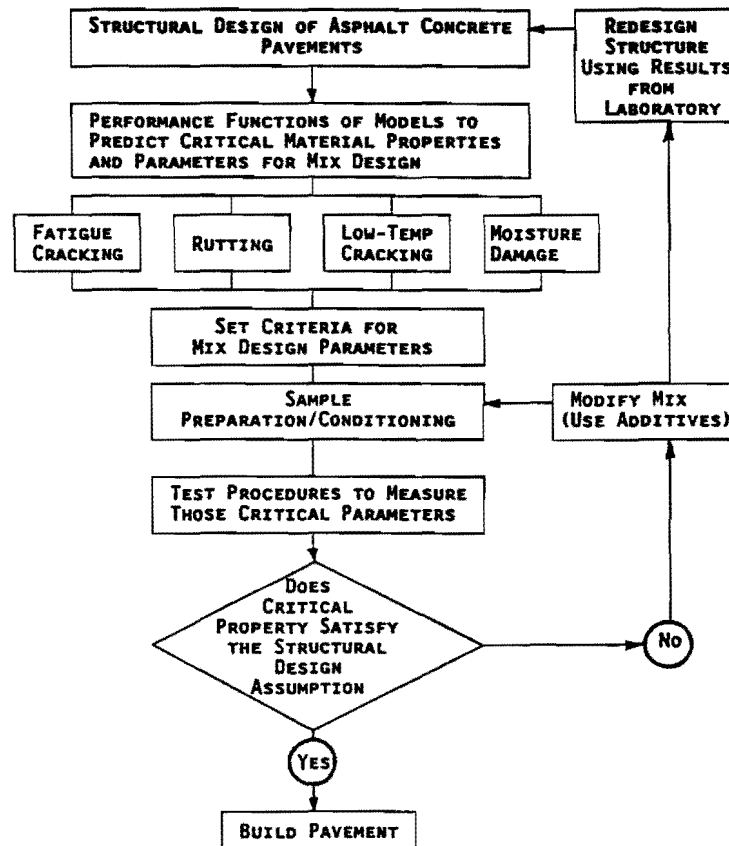 STRUCTURAL DESIGN OF ASPHALT CONCRETE
PAVEMENTS
REDESIGN
STRUCTURE
USING RESULTS
FROM
LABORATORY
PERFORMANCE FUNCTIONS OF MODELS TO
PREDICT CRITICAL MATERIAL PROPERTIES
AND PARAMETERS FOR MIX DESIGN
FATIGUE
CRACKING
RUTTING
LOW-TEMP
CRACKING
MOISTURE
DAMAGE
SET CRITERIA FOR
MIX DESIGN PARAMETERS
SAMPLE
PREPARATION/CONDITIONING
MODIFY MIX
(USE ADDITIVES)
TEST PROCEDURES TO MEASURE
THOSE CRITICAL PARAMETERS
DOES
CRITICAL
PROPERTY SATISFY
THE STRUCTURAL
DESIGN
ASSUMPTION
NO
YES
BUILD PAVEMENT